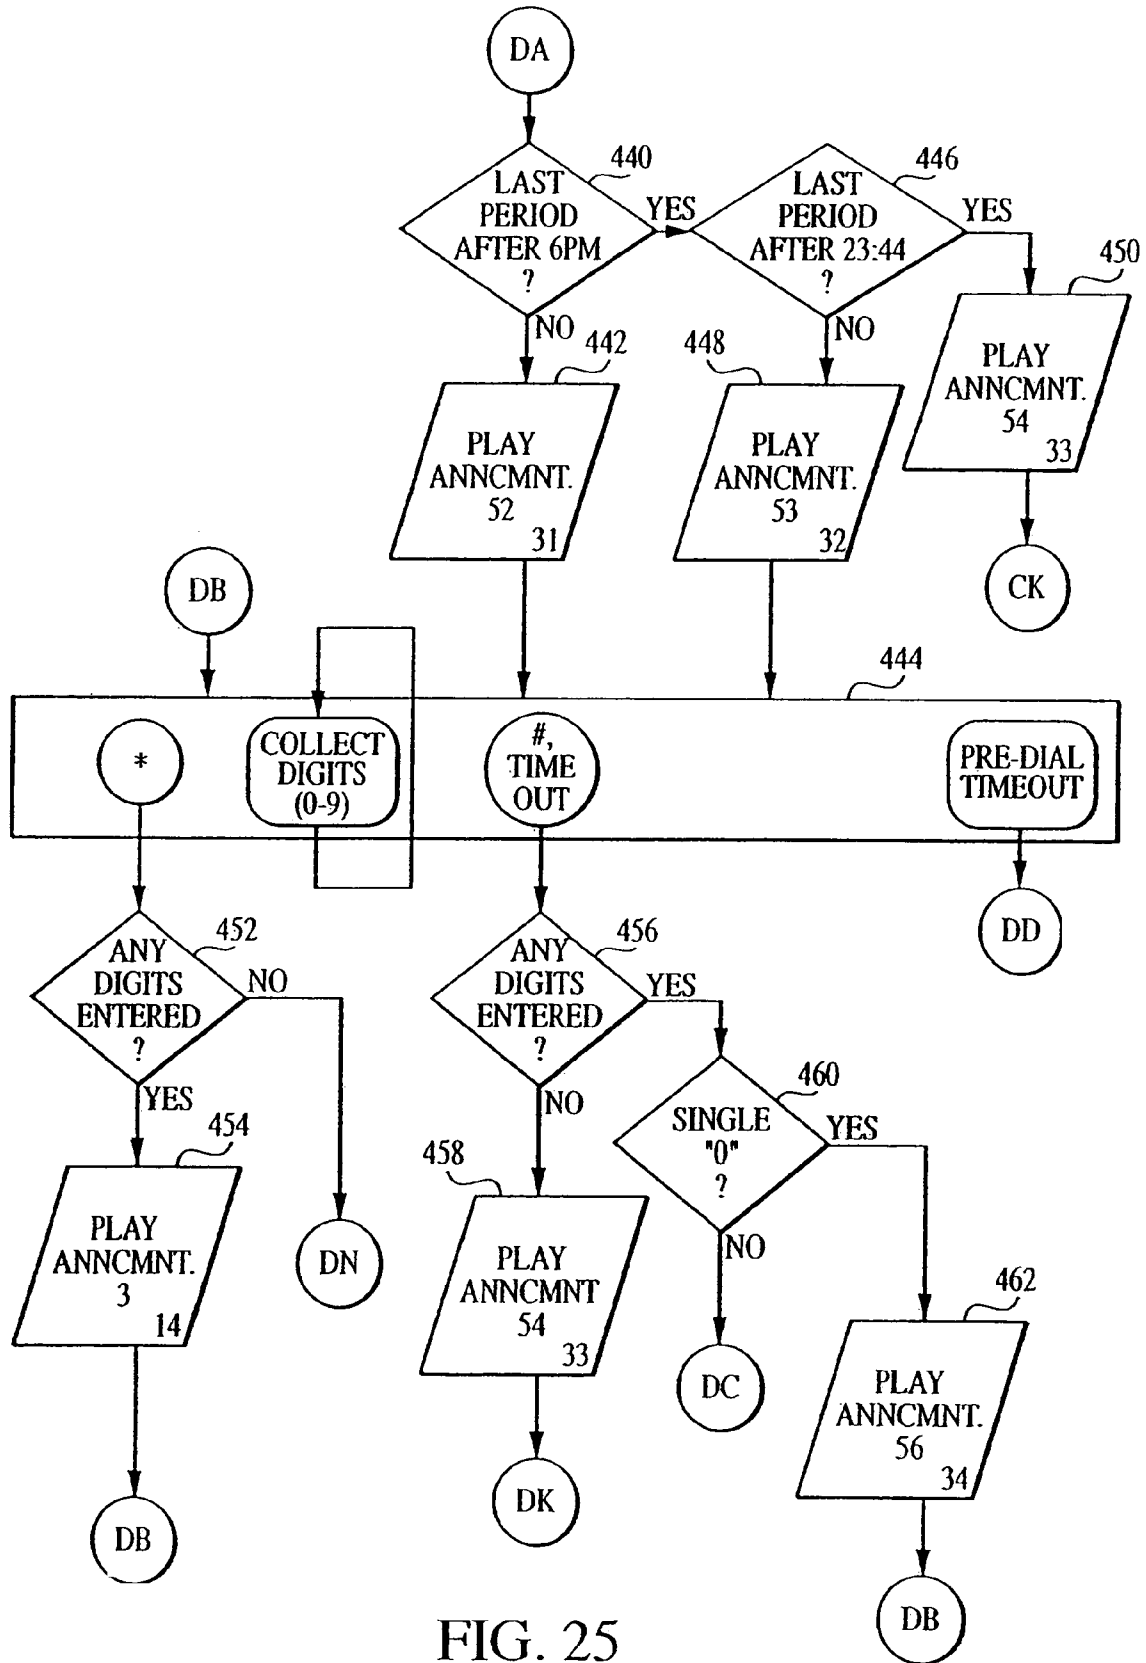 DA
440
LAST
PERIOD
AFTER 6PM
?
YES
NO
446
LAST
PERIOD
AFTER 23:44
?
YES
NO
450
PLAY
ANNCMNT.
54
33
CK
442
PLAY
ANNCMNT.
52
31
448
PLAY
ANNCMNT.
53
32
DB
444
*
COLLECT
DIGITS
(0-9)
#,
TIME
OUT
PRE-DIAL
TIMEOUT
DD
452
ANY
DIGITS
ENTERED
?
NO
YES
DN
454
PLAY
ANNCMNT.
3
14
DB
456
ANY
DIGITS
ENTERED
?
YES
NO
458
PLAY
ANNCMNT
54
33
DK
460
SINGLE
"0"
?
YES
NO
DC
462
PLAY
ANNCMNT.
56
34
DB
FIG. 25